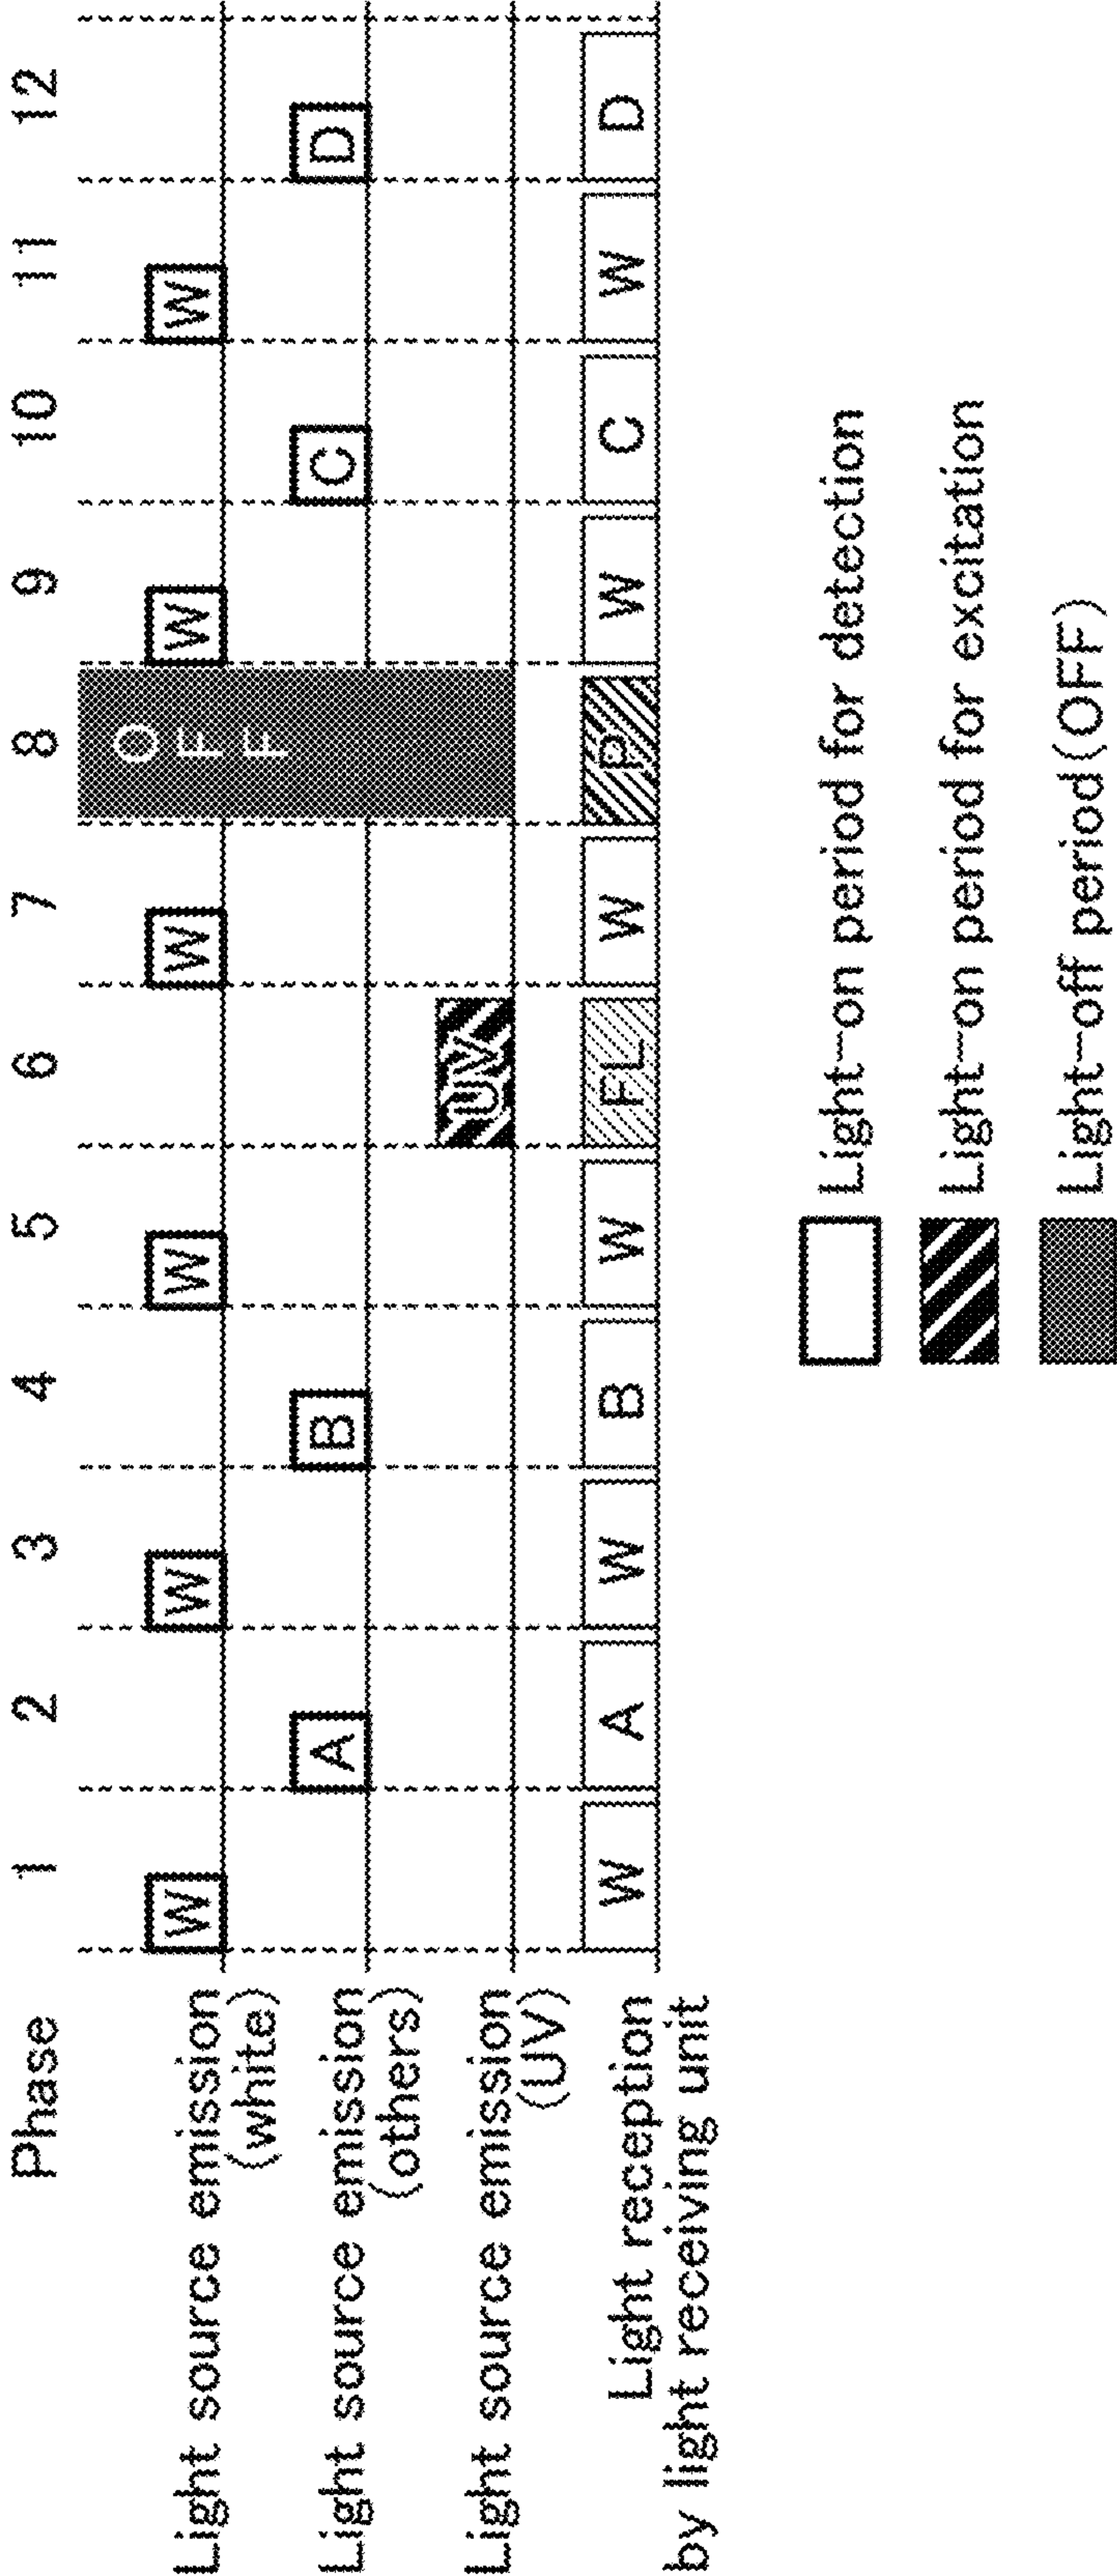 Phase 1 2 3 4 5 6 7 8 9 10 11 12
Light source emission W W W W W W
(white)
OFF
Light source emission A B C D
(others)
Light source emission UV
(UV)
Light reception W A W B W FL W P W C W D
by light receiving unit
Light-on period for detection
Light-on period for excitation
Light-off period(OFF)